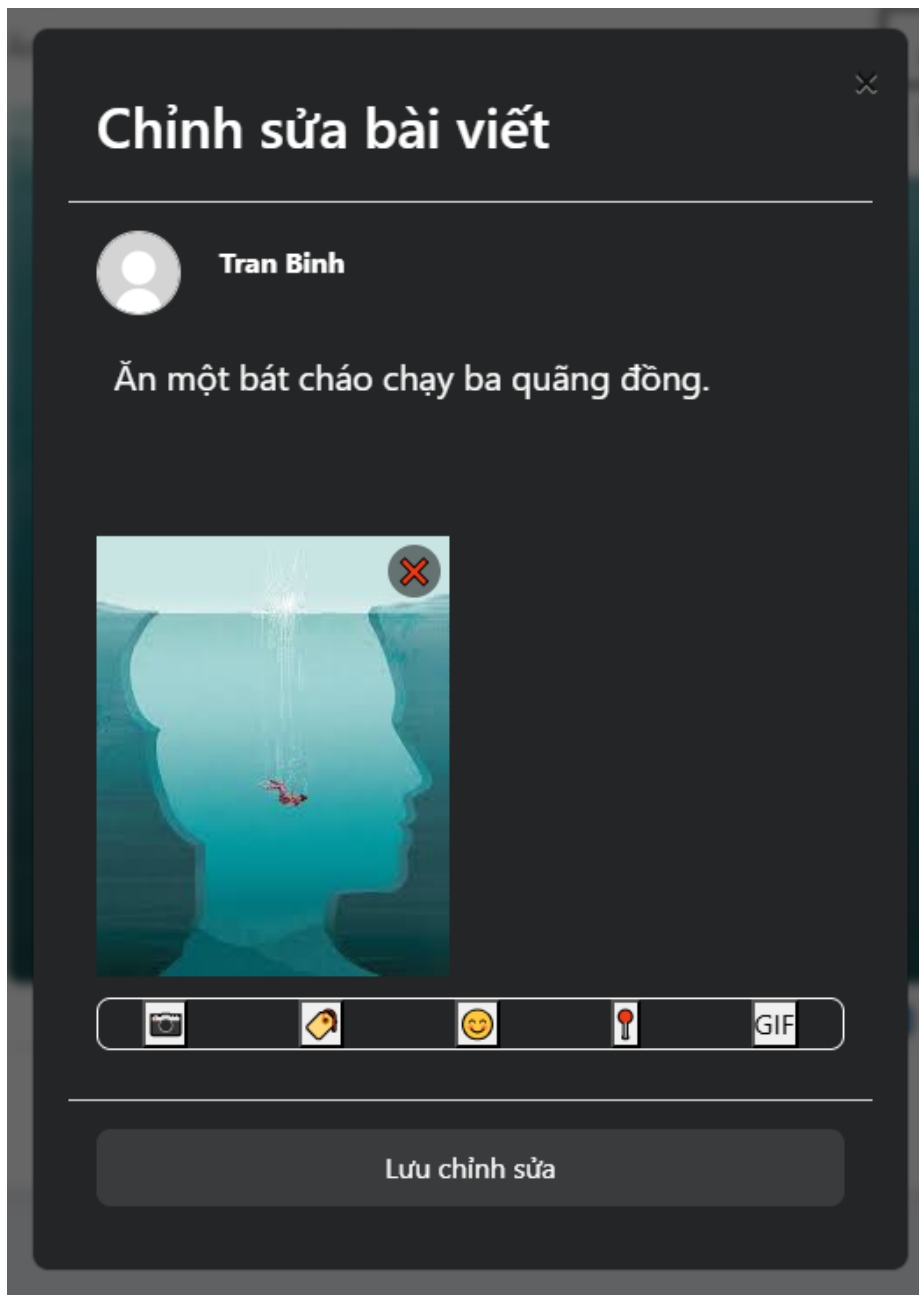 Chỉnh sửa bài viết
Tran Binh
Ăn một bát cháo chạy ba quãng đồng.
GIF
Lưu chỉnh sửa